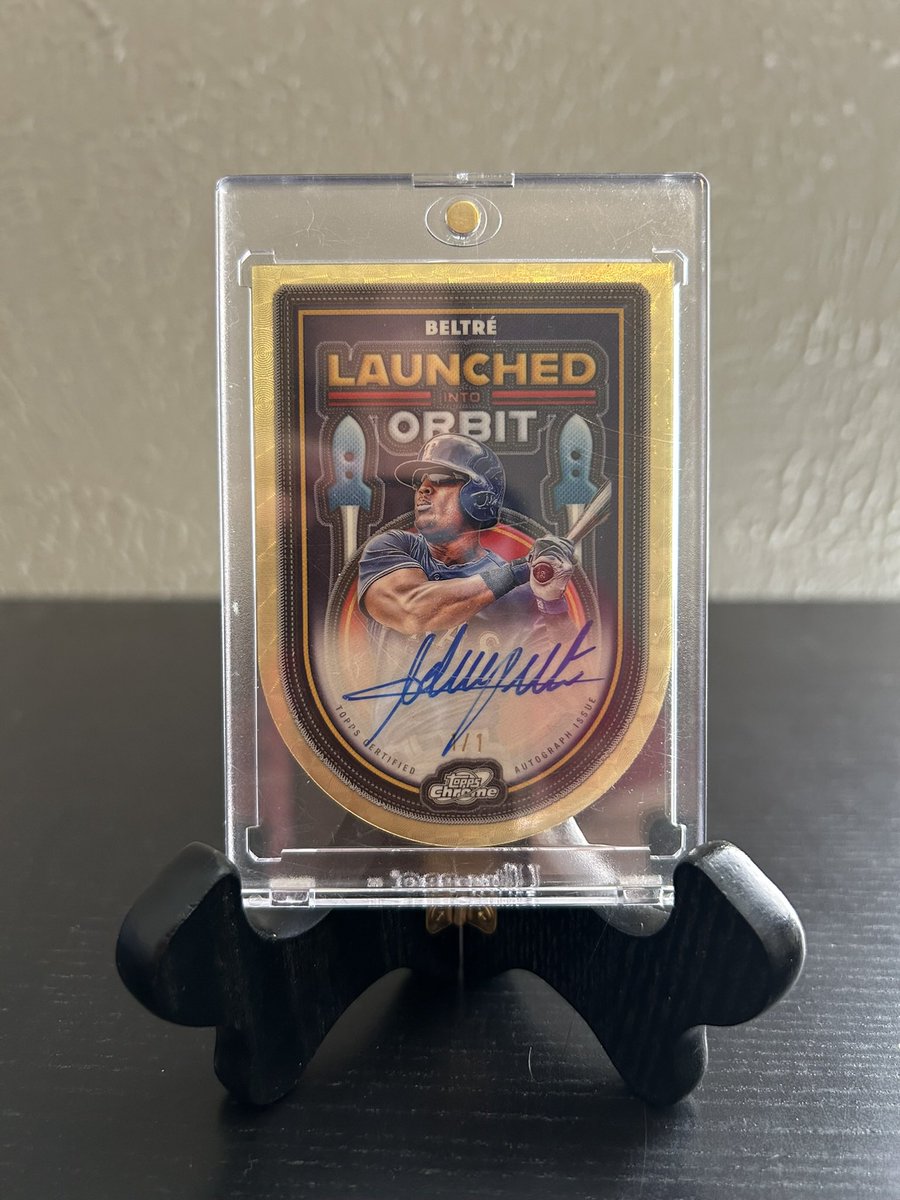 BELTRÉ
LAUNCHED
INTO
ORBIT
TOPPS CERTIFIED
AUTOGRAPH ISSUE
1/1
Topps
Chrome